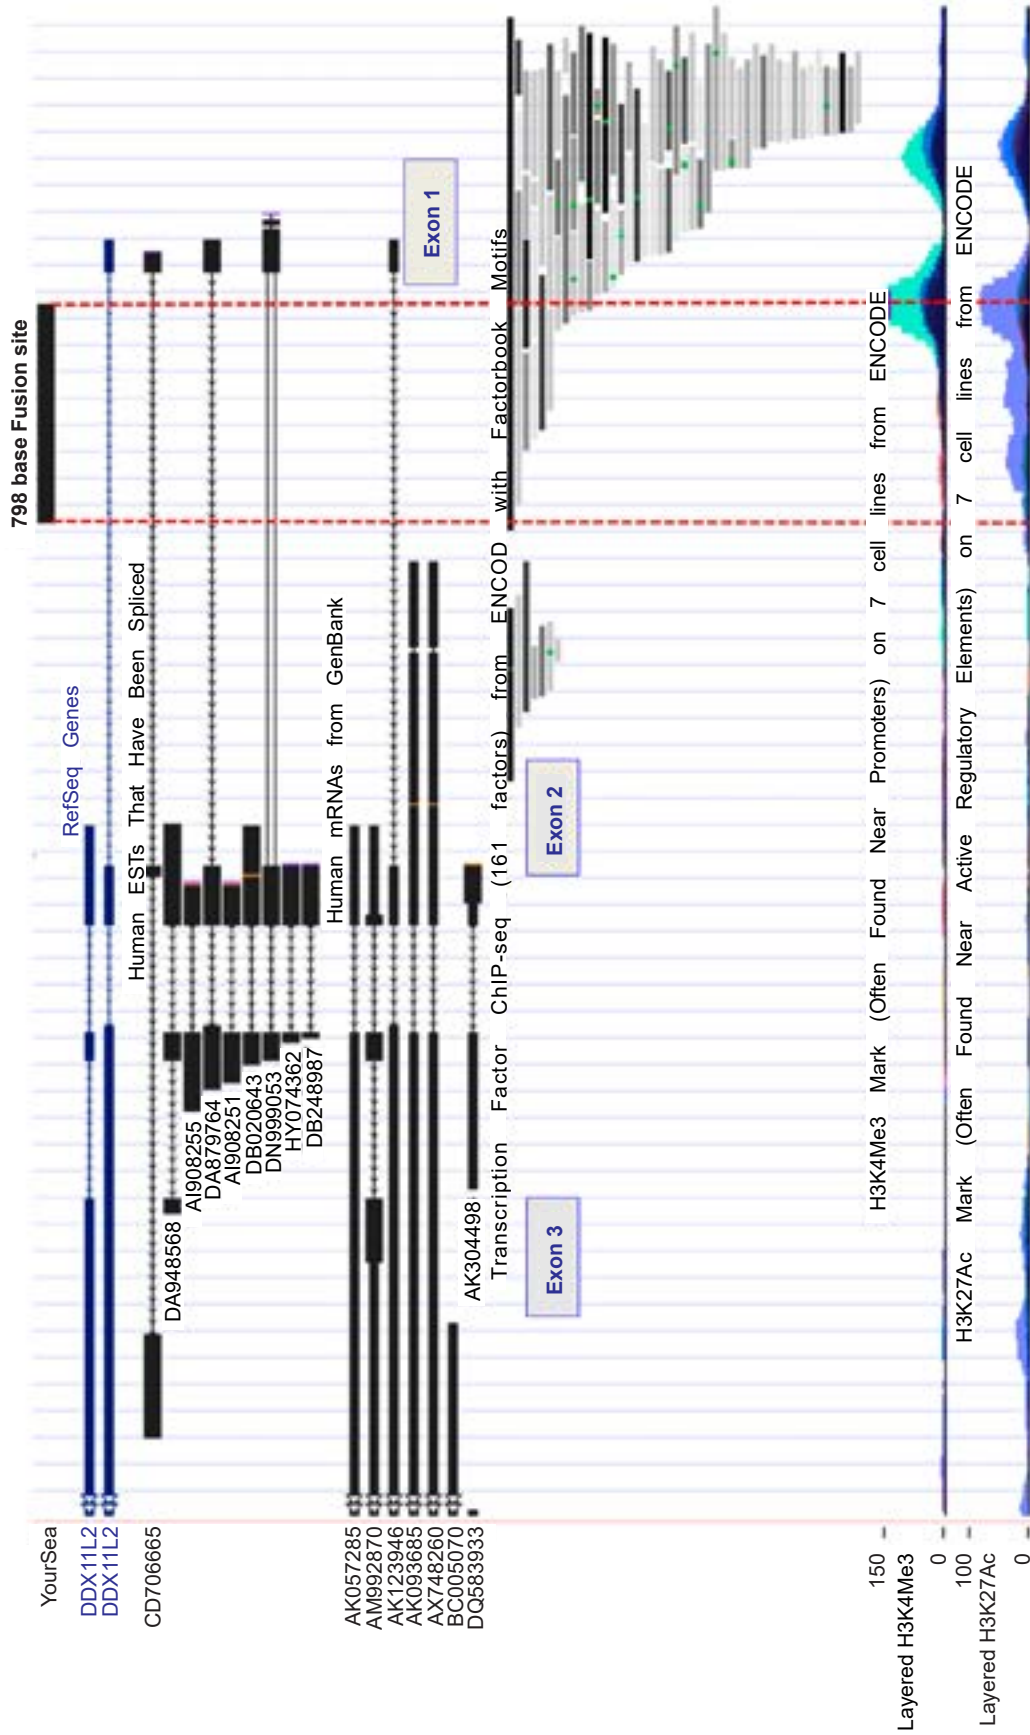 798 base Fusion site
YourSea
RefSeq Genes
DDX11L2
DDX11L2
Human ESTs That Have Been Spliced
CD706665
DA948568
AI908255
DA879764
AI908251
DB020643
DN999053
HY074362
DB248987
Human mRNAs from GenBank
AK057285
AM992870
AK123946
AK093685
AX748260
BC005070
DQ583933
AK304498
Exon 1
Transcription Factor ChIP-seq (161 factors) from ENCOD with Factorbook Motifs
Exon 3
Exon 2
H3K4Me3 Mark (Often Found Near Promoters) on 7 cell lines from ENCODE
150
Layered H3K4Me3
0
H3K27Ac Mark (Often Found Near Active Regulatory Elements) on 7 cell lines from ENCODE
100
Layered H3K27Ac
0